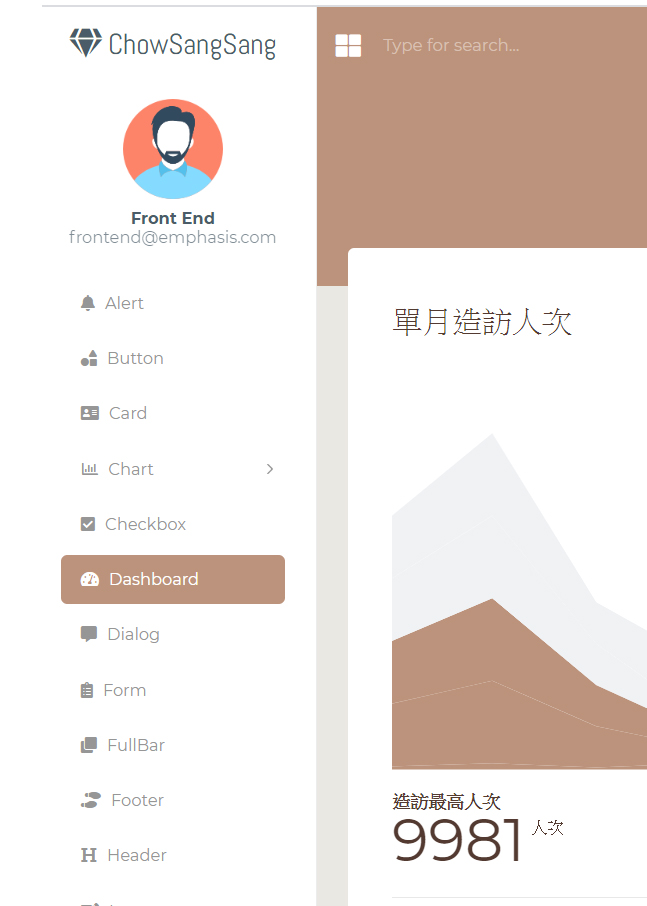 ChowSangSang
Type for search...
Front End
frontend@emphasis.com
Alert
Button
Card
Chart
Checkbox
Dashboard
Dialog
Form
FullBar
Footer
Header
單月造訪人次
造訪最高人次
9981 人次